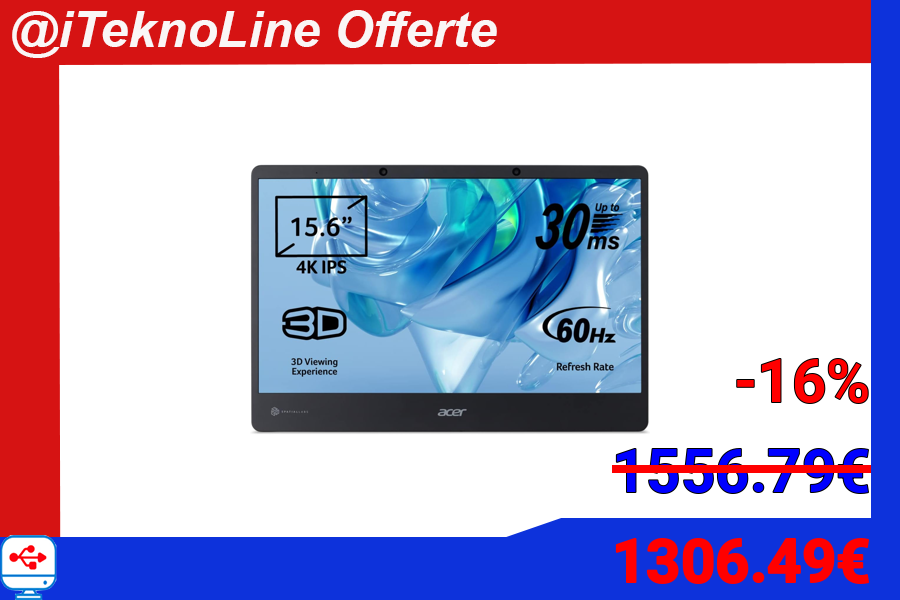 @iTeknoLine Offerte
15.6”
4K IPS
Up to
30ms
3D
3D Viewing
Experience
60Hz
Refresh Rate
acer
-16%
1556.79€
1306.49€